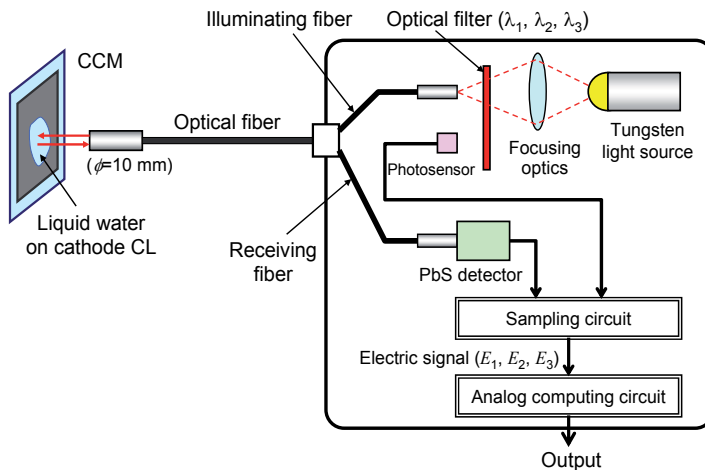 Illuminating fiber
Optical filter (λ1, λ2, λ3)
CCM
Optical fiber
(ϕ=10 mm)
Photosensor
Focusing
optics
Tungsten
light source
Liquid water
on cathode CL
Receiving
fiber
PbS detector
Sampling circuit
Electric signal (E1, E2, E3)
Analog computing circuit
Output